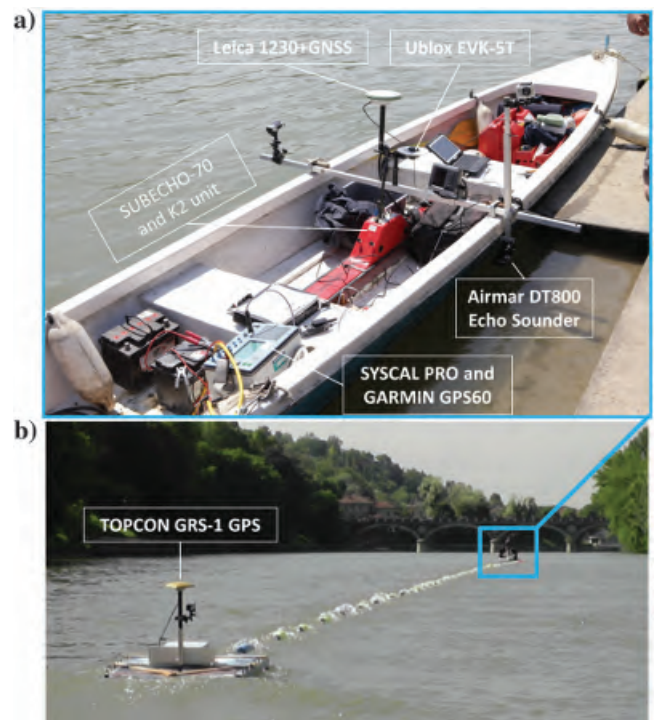 a)
Leica 1230+GNSS
Ublox EVK-5T
SUBECHO-70
and K2 unit
Airmar DT800
Echo Sounder
SYSCAL PRO and
GARMIN GPS60
b)
TOPCON GRS-1 GPS